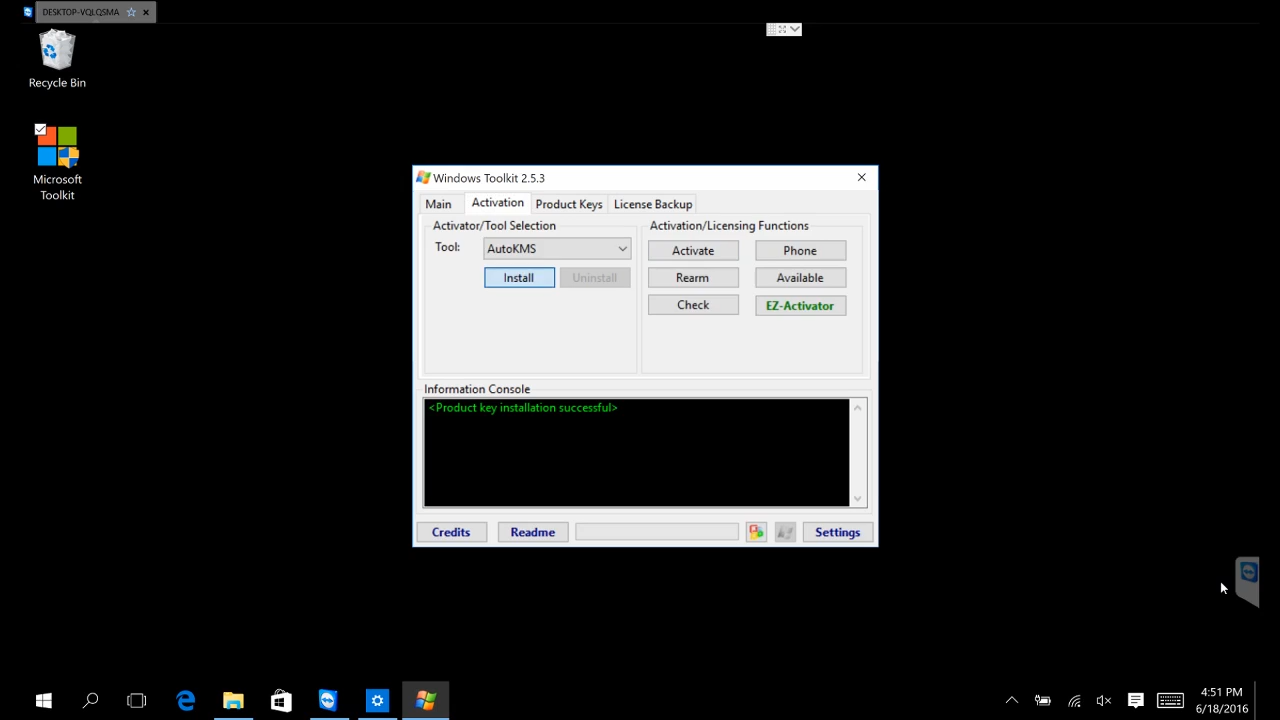 DESKTOP-VQLQSMA
Recycle Bin
Microsoft
Toolkit
Windows Toolkit 2.5.3
Main
Activation
Product Keys
License Backup
Activator/Tool Selection
Tool:
AutoKMS
Install
Uninstall
Activation/Licensing Functions
Activate
Phone
Rearm
Available
Check
EZ-Activator
Information Console
<Product key installation successful>
Credits
Readme
Settings
4:51 PM
6/18/2016